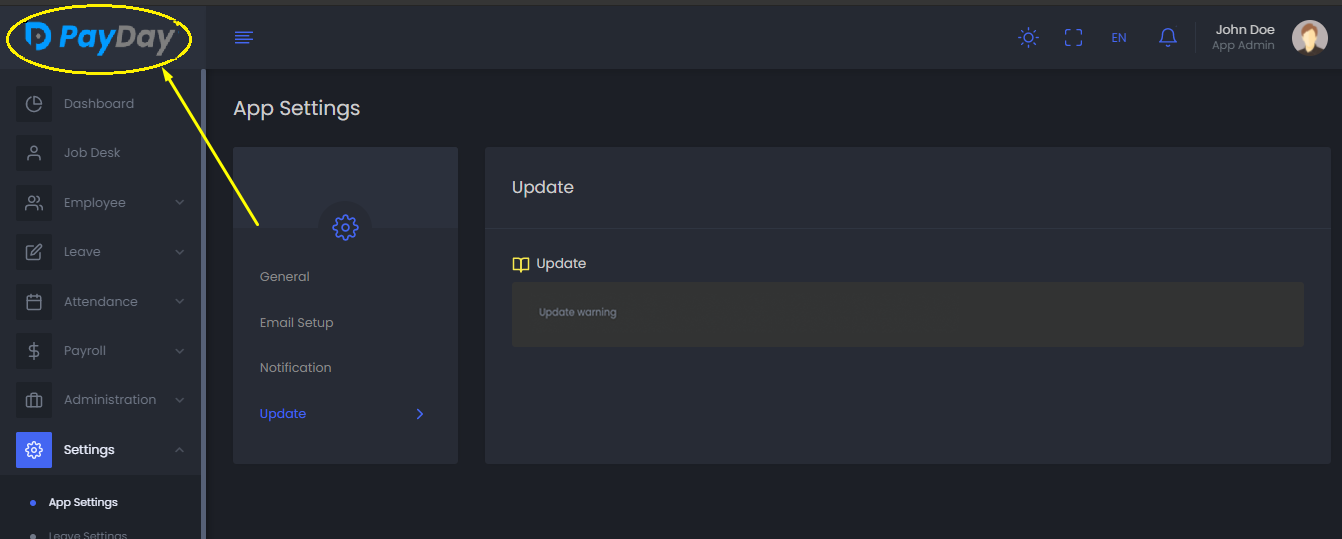 PayDay
EN
John Doe
App Admin
Dashboard
Job Desk
Employee
Leave
Attendance
Payroll
Administration
Settings
App Settings
Leave Settings
App Settings
General
Email Setup
Notification
Update
Update
Update
Update warning